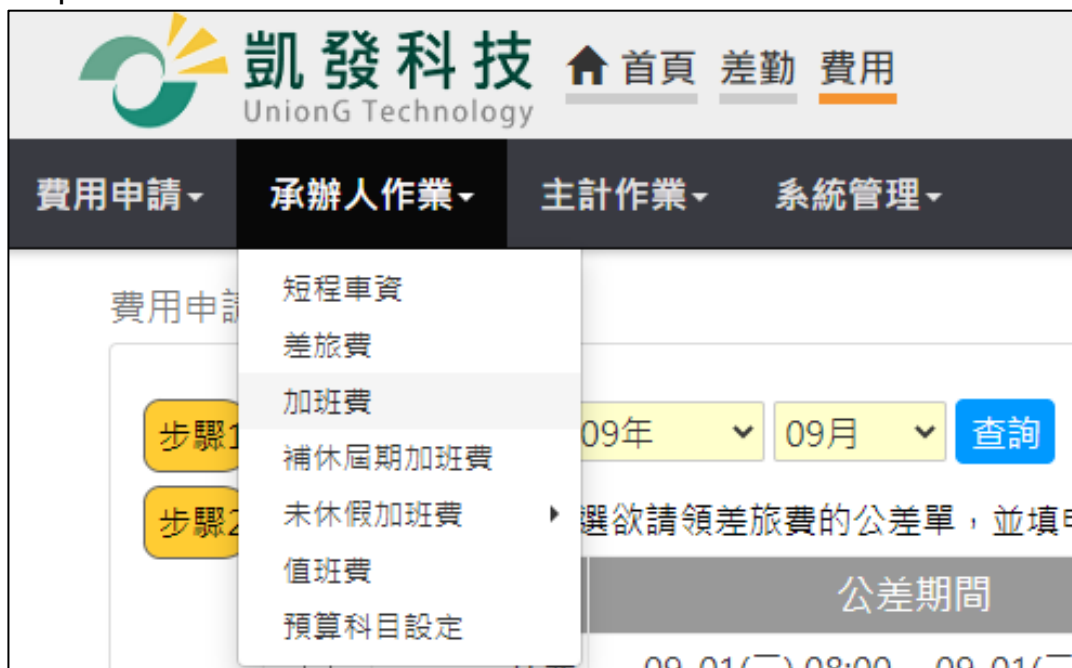 凱發科技
UnionG Technology
首頁 差勤 費用
費用申請 承辦人作業 主計作業 系統管理
費用申
短程車資
差旅費
加班費
補休屆期加班費
未休假加班費
值班費
預算科目設定
步驟1 09年 09月 查詢
步驟2 選欲請領差旅費的公差單，並填
公差期間